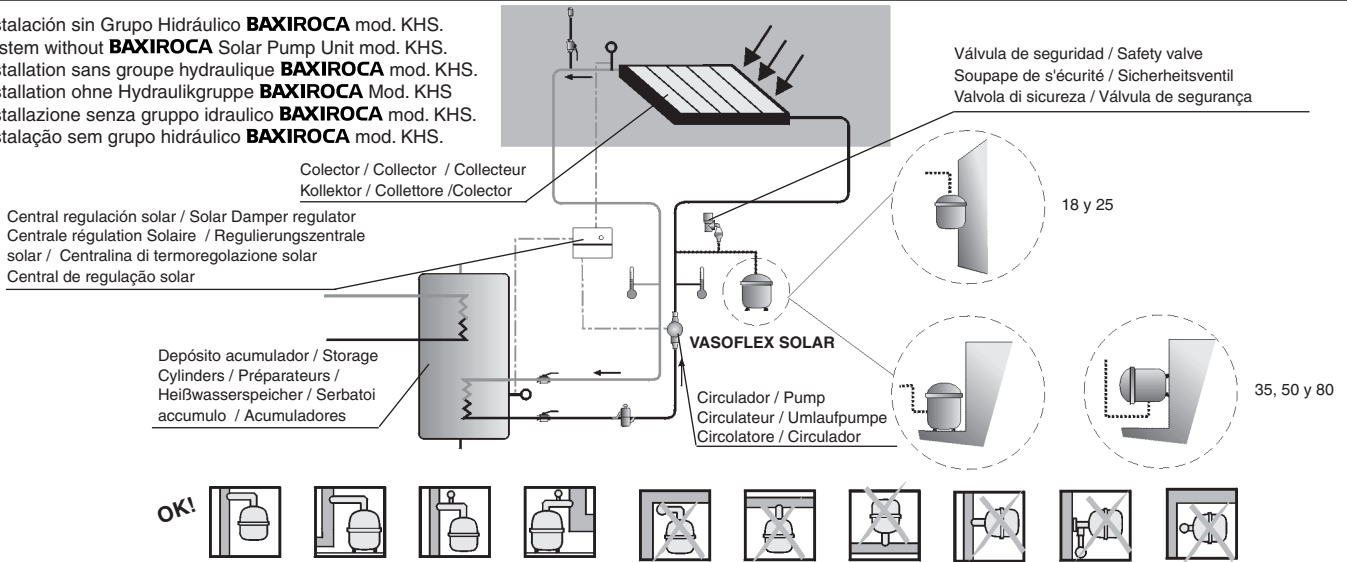 stalación sin Grupo Hidráulico BAXIROCA mod. KHS.
stem without BAXIROCA Solar Pump Unit mod. KHS.
stallation sans groupe hydraulique BAXIROCA mod. KHS.
stallation ohne Hydraulikgruppe BAXIROCA Mod. KHS
stallazione senza gruppo idraulico BAXIROCA mod. KHS.
stalação sem grupo hidráulico BAXIROCA mod. KHS.
Válvula de seguridad / Safety valve
Soupape de s'écurité / Sicherheitsventil
Valvola di sicureza / Válvula de segurança
Colector / Collector / Collecteur
Kollektor / Collettore /Colector
18 y 25
Central regulación solar / Solar Damper regulator
Centrale régulation Solaire / Regulierungszentrale
solar / Centralina di termoregolazione solar
Central de regulação solar
VASOFLEX SOLAR
Depósito acumulador / Storage
Cylinders / Préparateurs /
Heißwasserspeicher / Serbatoi
accumulo / Acumuladores
Circulador / Pump
Circulateur / Umlaufpumpe
Circolatore / Circulador
35, 50 y 80
OK!